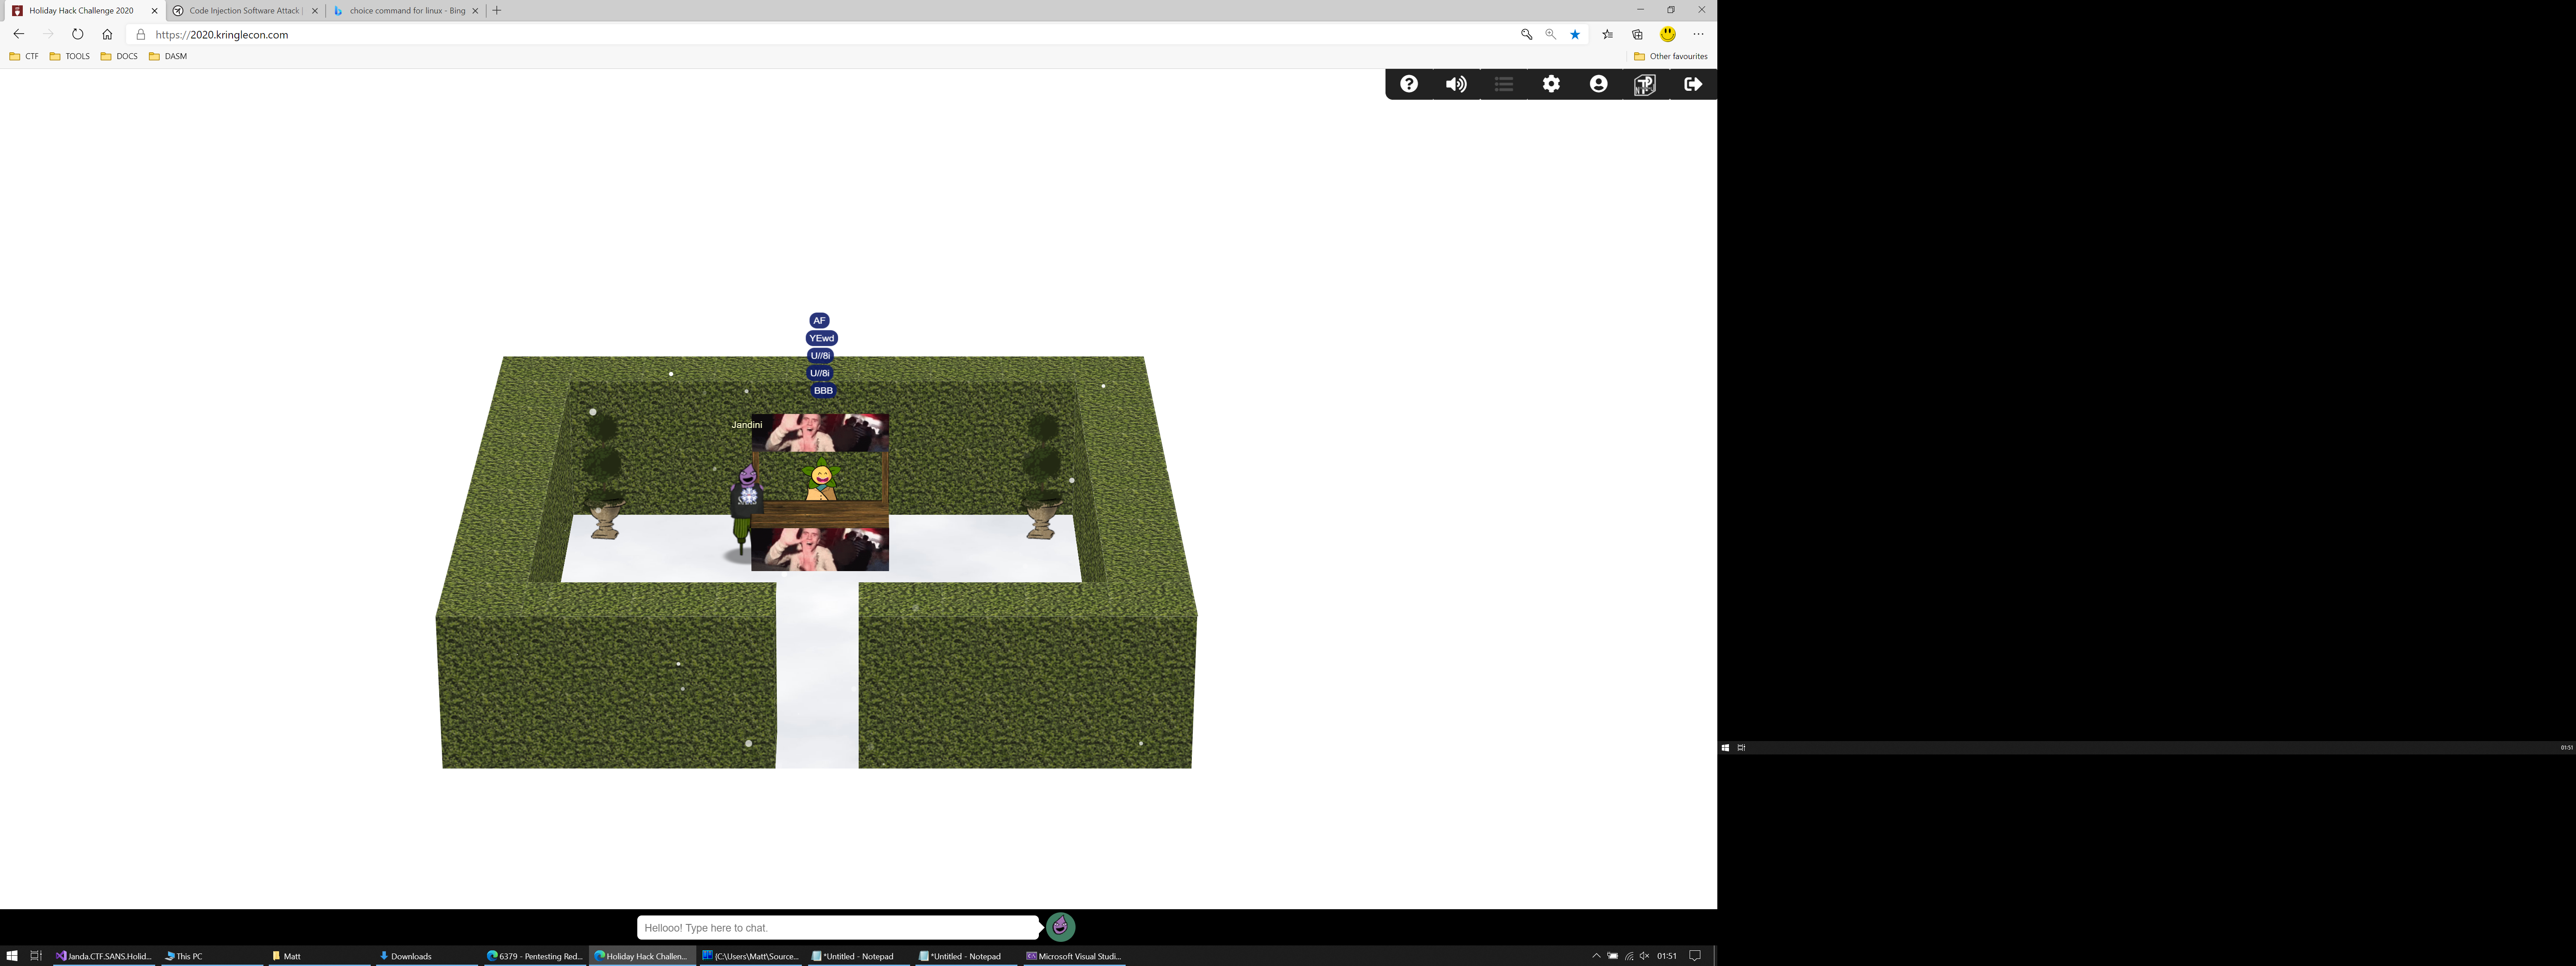 Holiday Hack Challenge 2020
Code Injection Software Attack |
choice command for linux - Bing
https://2020.kringlecon.com
CTF
TOOLS
DOCS
DASM
Other favourites
AF
YEwd
U//8i
U//8i
BBB
Jandini
Hellooo! Type here to chat.
Janda.CTF.SANS.Holid...
This PC
Matt
Downloads
6379 - Pentesting Red...
Holiday Hack Challen...
(C:\Users\Matt\Source...
*Untitled - Notepad
*Untitled - Notepad
Microsoft Visual Studi...
01:51
01:51